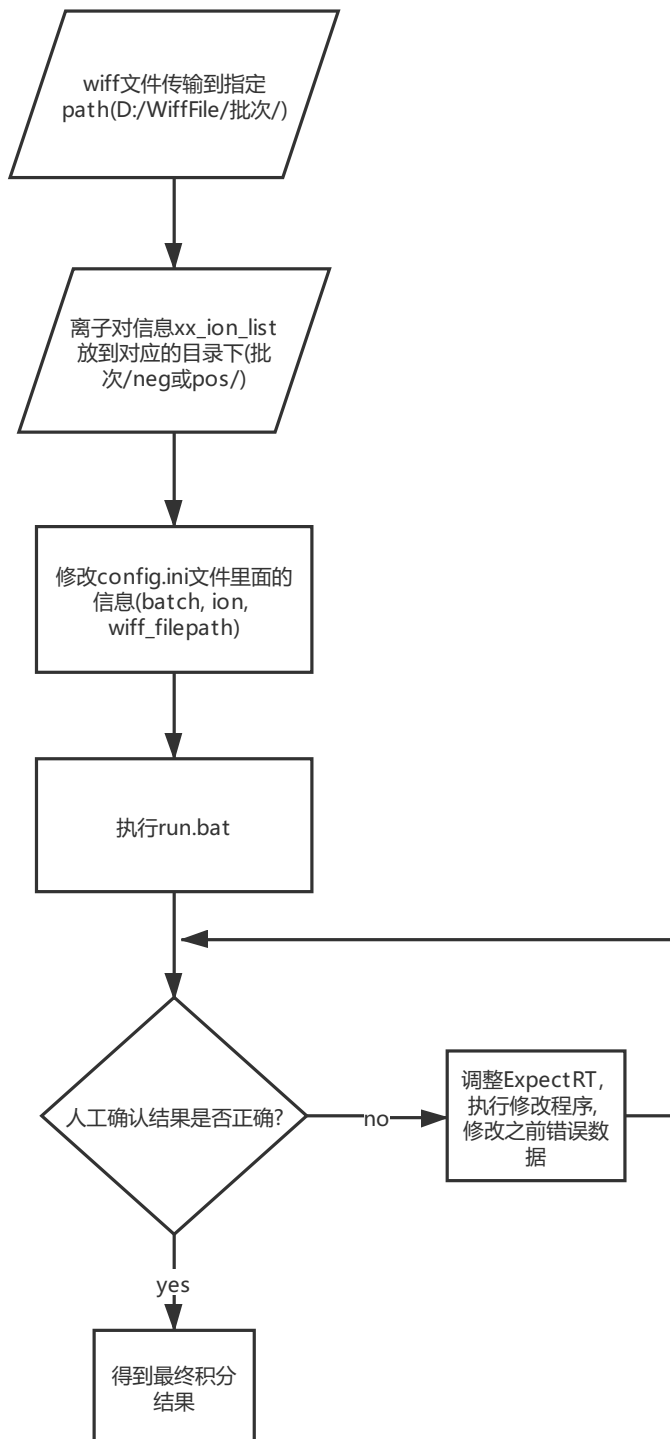 wiff文件传输到指定
path(D:/WiffFile/批次/)
离子对信息xx_ion_list
放到对应的目录下(批
次/neg或pos/)
修改config.ini文件里面的
信息(batch, ion,
wiff_filepath)
执行run.bat
人工确认结果是否正确?
no
调整ExpectRT,
执行修改程序,
修改之前错误数
据
yes
得到最终积分
结果